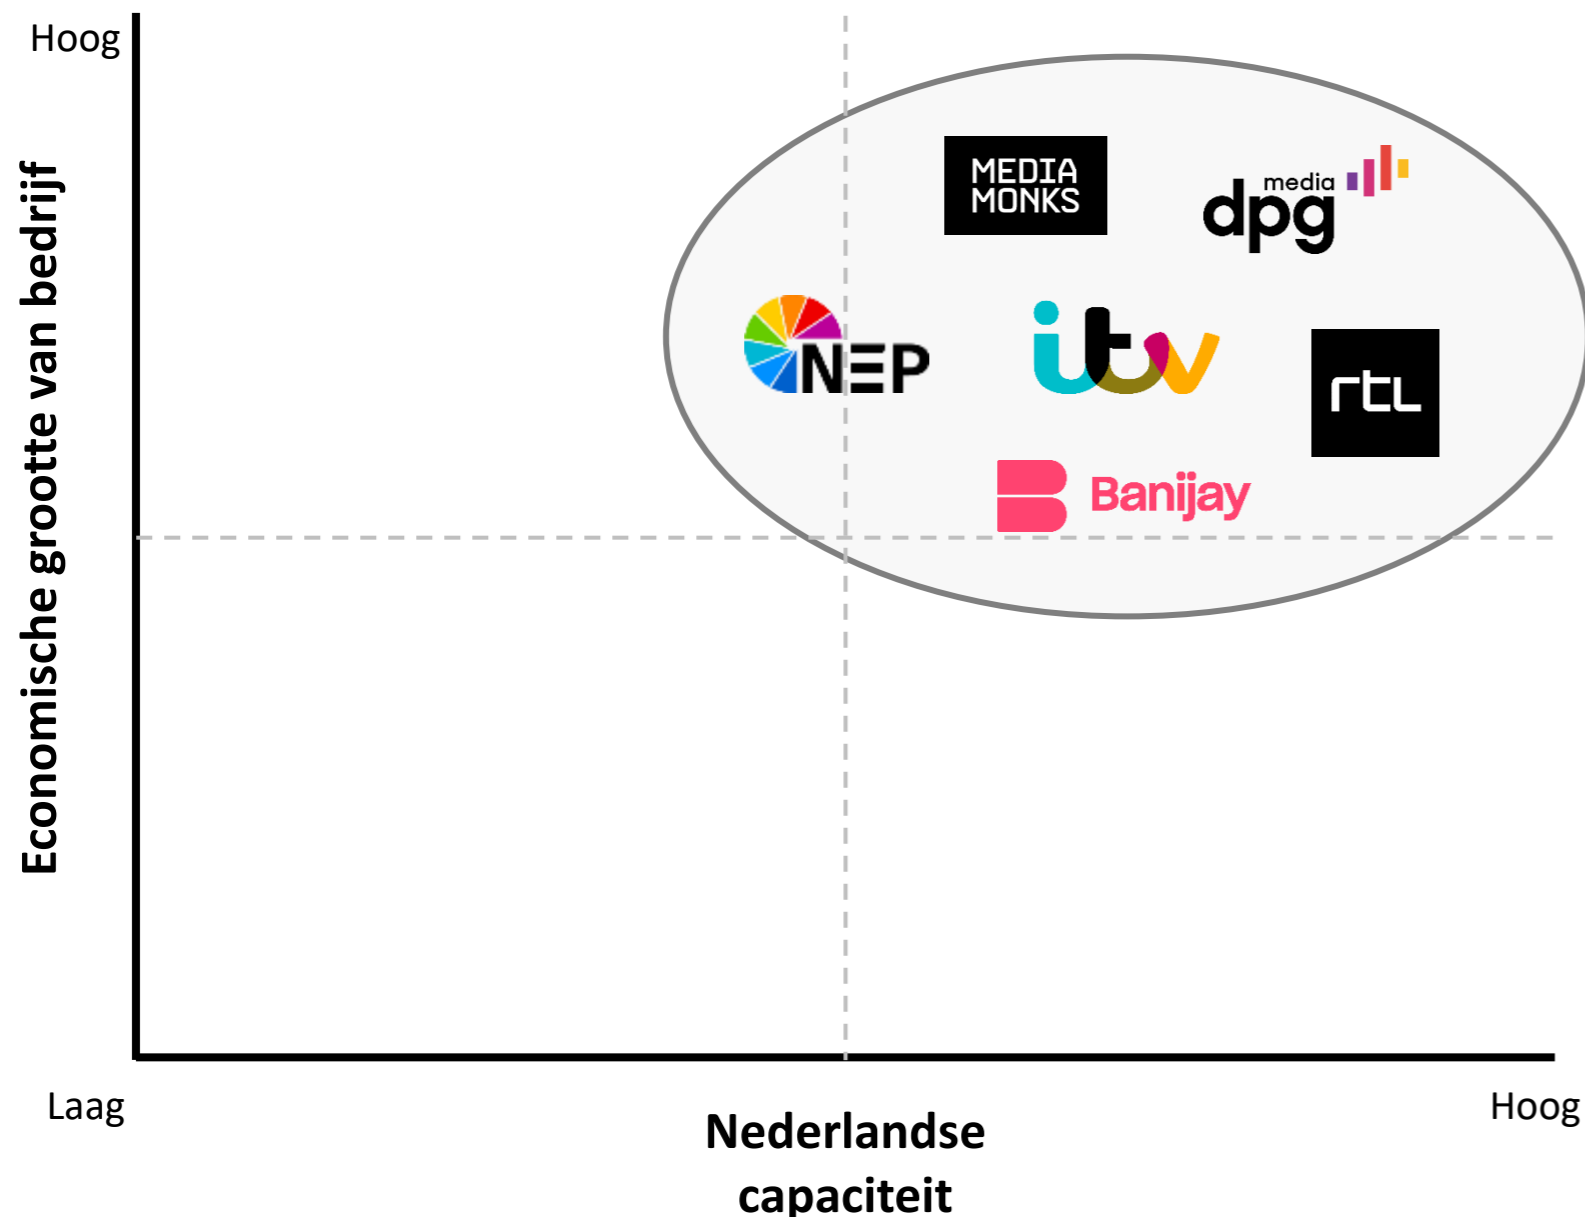 Hoog
Economische grootte van bedrijf
MEDIA
MONKS
media
dpg
NEP
itv
rtl
Banijay
Laag
Hoog
Nederlandse
capaciteit